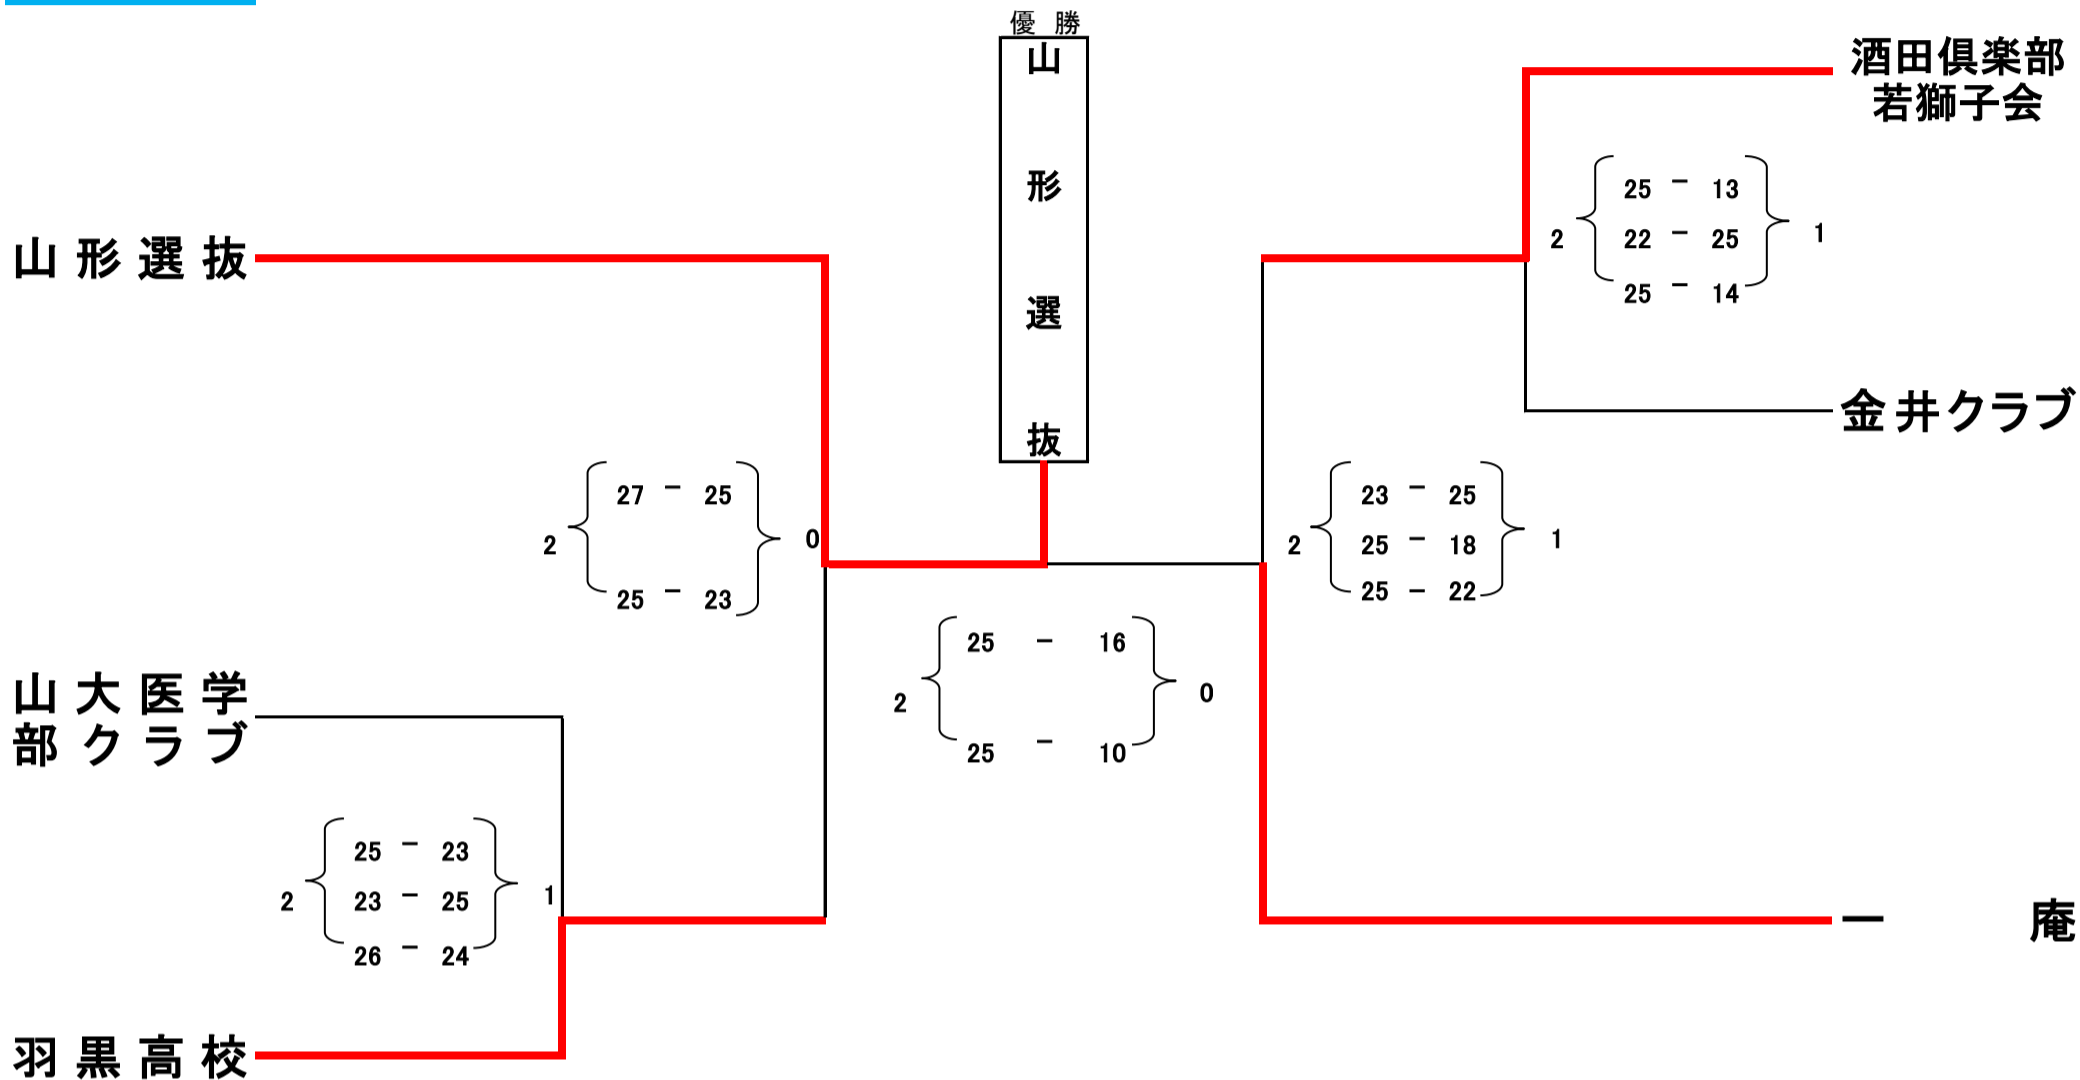 優 勝
山形選抜
酒田倶楽部
若獅子会
25 － 13
2 22 － 25 1
25 － 14
山形選抜
金井クラブ
27 － 25
2 0
25 － 23
23 － 25
2 25 － 18 1
25 － 22
25 － 16
2 0
25 － 10
山大医学
部クラブ
25 － 23
2 23 － 25 1
26 － 24
一 庵
羽黒高校